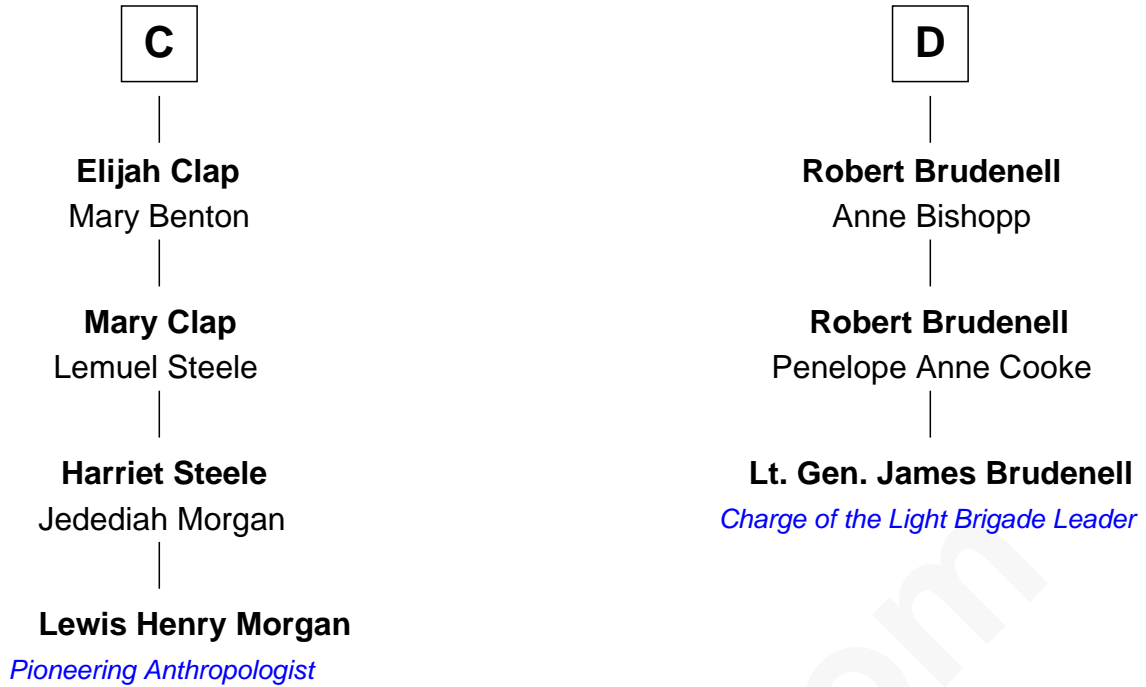 C
Elijah Clap
Mary Benton
Mary Clap
Lemuel Steele
Harriet Steele
Jedediah Morgan
Lewis Henry Morgan
Pioneering Anthropologist
D
Robert Brudenell
Anne Bishopp
Robert Brudenell
Penelope Anne Cooke
Lt. Gen. James Brudenell
Charge of the Light Brigade Leader
om